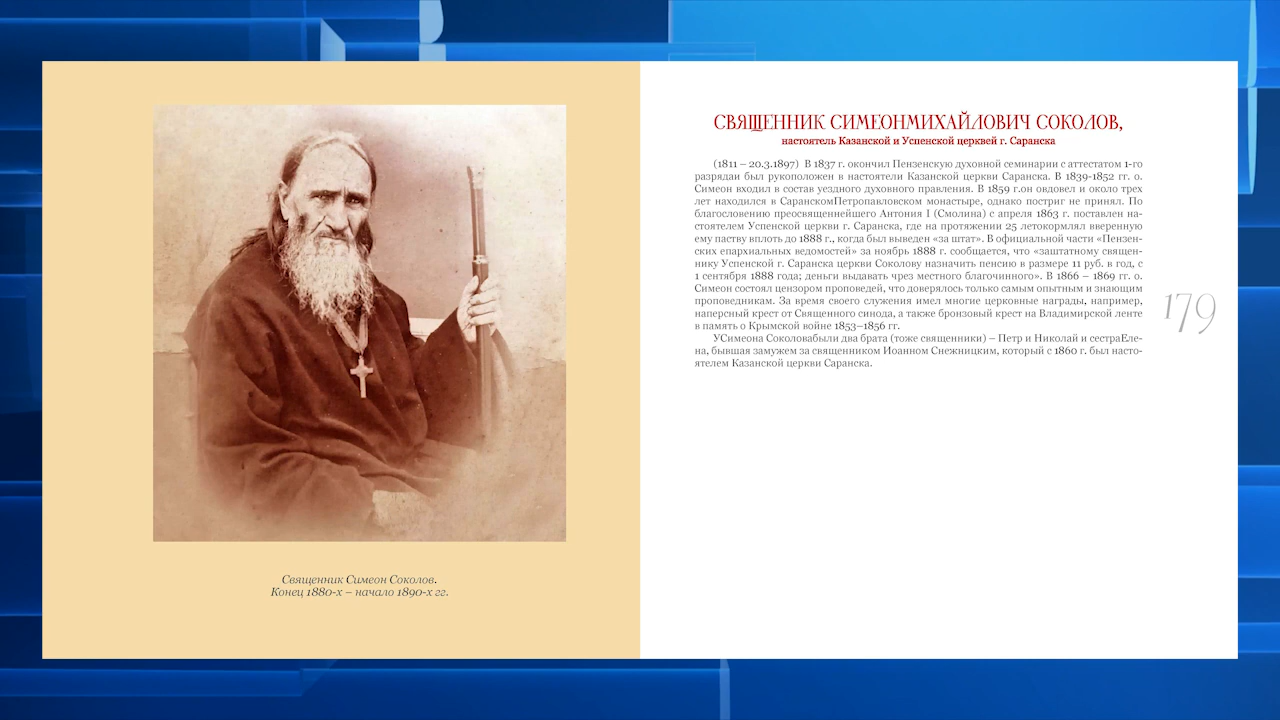 Священник Симеон Соколов.
Конец 1880-х – начало 1890-х гг.
СВЯЩЕННИК СИМЕОНМИХАЙЛОВИЧ СОКОЛОВ,
настоятель Казанской и Успенской церквей г. Саранска
(1811 – 20.3.1897) В 1837 г. окончил Пензенскую духовной семинарии с аттестатом 1-го
разрядаи был рукоположен в настоятели Казанской церкви Саранска. В 1839-1852 гг. о.
Симеон входил в состав уездного духовного правления. В 1859 г.он овдовел и около трех
лет находился в СаранскомПетропавловском монастыре, однако постриг не принял. По
благословению преосвященнейшего Антония I (Смолина) с апреля 1863 г. поставлен на-
стоятелем Успенской церкви г. Саранска, где на протяжении 25 леток­ормлял вверенную
ему паству вплоть до 1888 г., когда был выведен «за штат». В официальной части «Пензен-
ских епархиальных ведомостей» за ноябрь 1888 г. сообщается, что «заштатному священ-
нику Успенской г. Саранска церкви Соколову назначить пенсию в размере 11 руб. в год, с
1 сентября 1888 года; деньги выдавать чрез местного благочинного». В 1866 – 1869 гг. о.
Симеон состоял цензором проповедей, что доверялось только самым опытным и знающим
проповедникам. За время своего служения имел многие церковные награды, например,
наперсный крест от Священного синода, а также бронзовый крест на Владимирской ленте
в память о Крымской войне 1853–1856 гг.
УСимеона Соколовабыли два брата (тоже священники) – Петр и Николай и сестраЕле-
на, бывшая замужем за священником Иоанном Снежницким, который с 1860 г. был насто-
ятелем Казанской церкви Саранска.
179